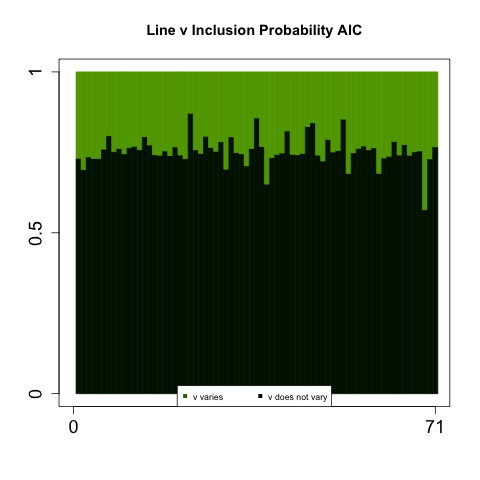 Line v Inclusion Probability AIC
1
0.5
0
v varies v does not vary
0 71